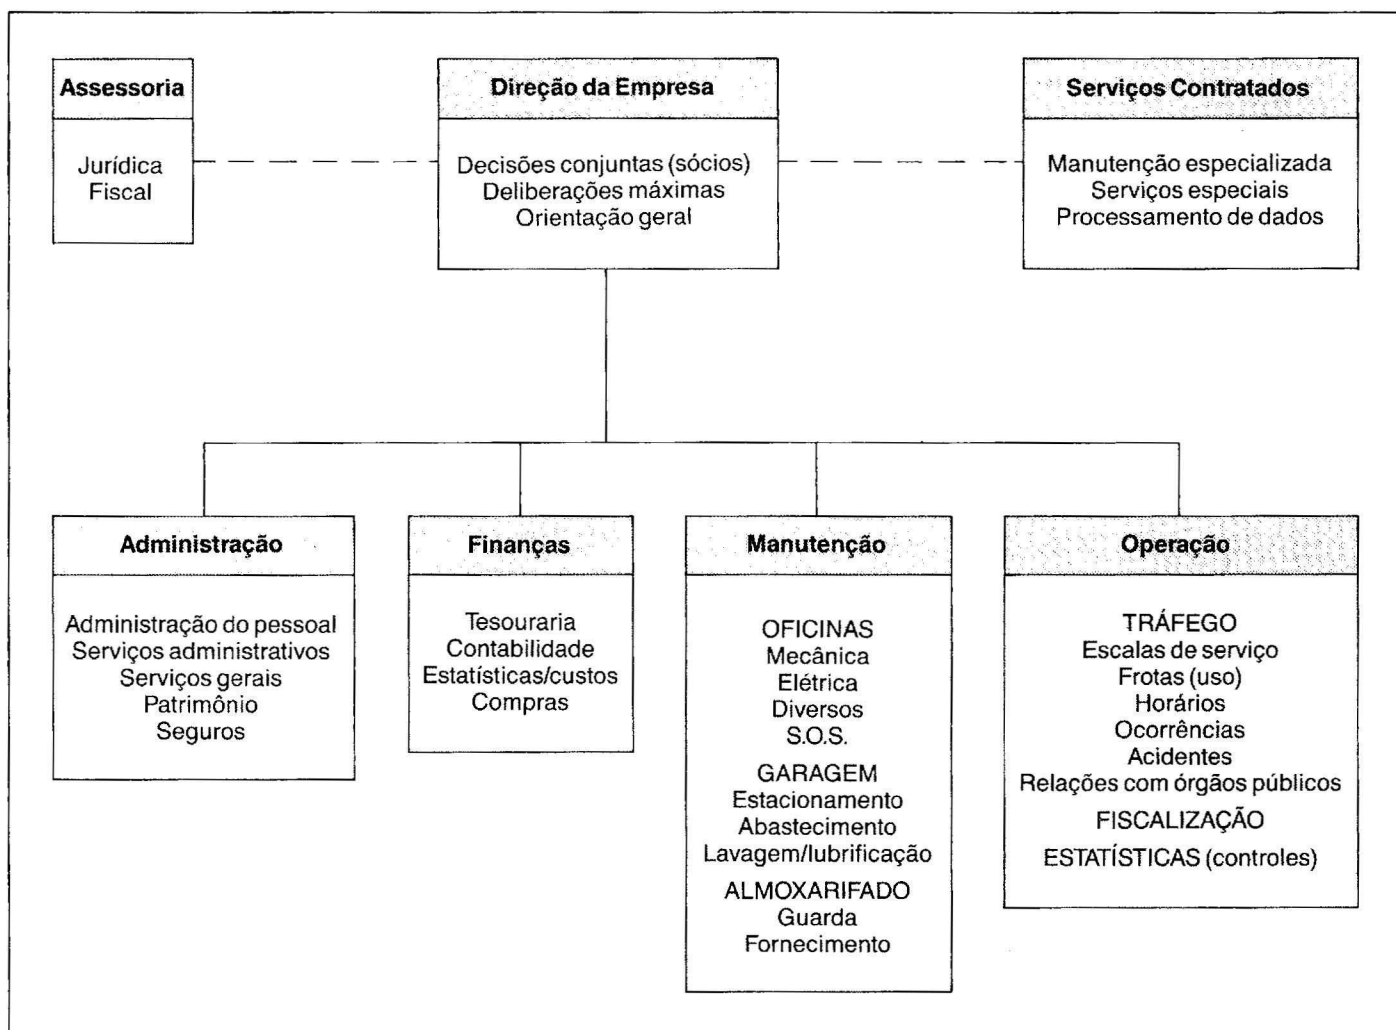 Assessoria
Jurídica
Fiscal
Direção da Empresa
Decisões conjuntas (sócios)
Deliberações máximas
Orientação geral
Serviços Contratados
Manutenção especializada
Serviços especiais
Processamento de dados
Administração
Administração do pessoal
Serviços administrativos
Serviços gerais
Patrimônio
Seguros
Finanças
Tesouraria
Contabilidade
Estatísticas/custos
Compras
Manutenção
OFICINAS
Mecânica
Elétrica
Diversos
S.O.S.
GARAGEM
Estacionamento
Abastecimento
Lavagem/lubrificação
ALMOXARIFADO
Guarda
Fornecimento
Operação
TRÁFEGO
Escalas de serviço
Frotas (uso)
Horários
Ocorrências
Acidentes
Relações com órgãos públicos
FISCALIZAÇÃO
ESTATÍSTICAS (controles)